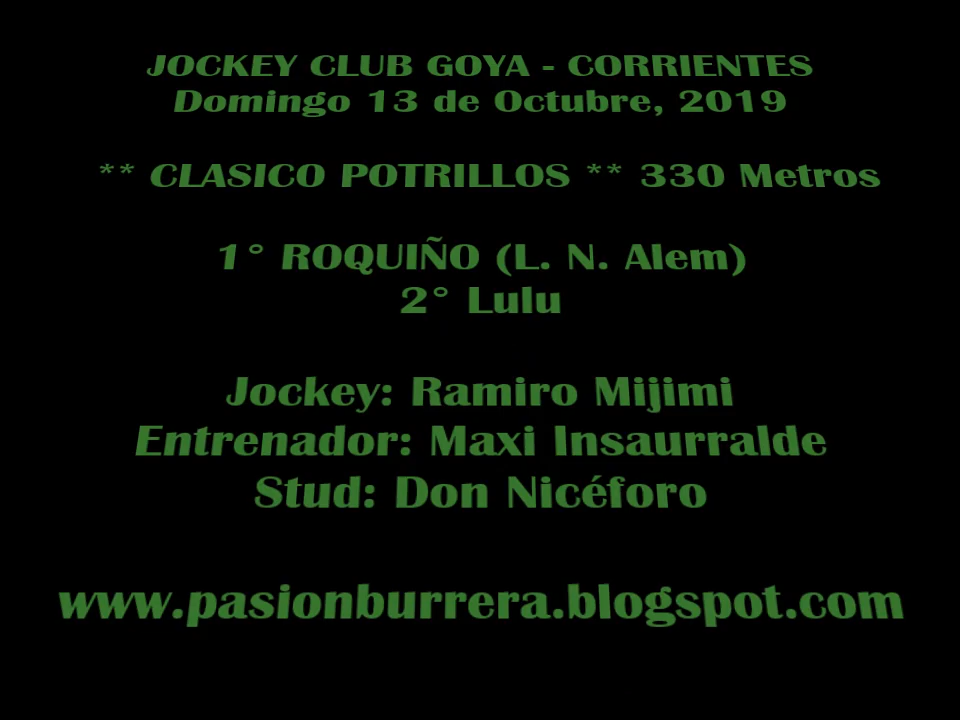 JOCKEY CLUB GOYA - CORRIENTES
Domingo 13 de Octubre, 2019
** CLASICO POTRILLOS ** 330 Metros
1° ROQUIÑO (L. N. Alem)
2° Lulu
Jockey: Ramiro Mijimi
Entrenador: Maxi Insaurralde
Stud: Don Nicéforo
www.pasionburrera.blogspot.com